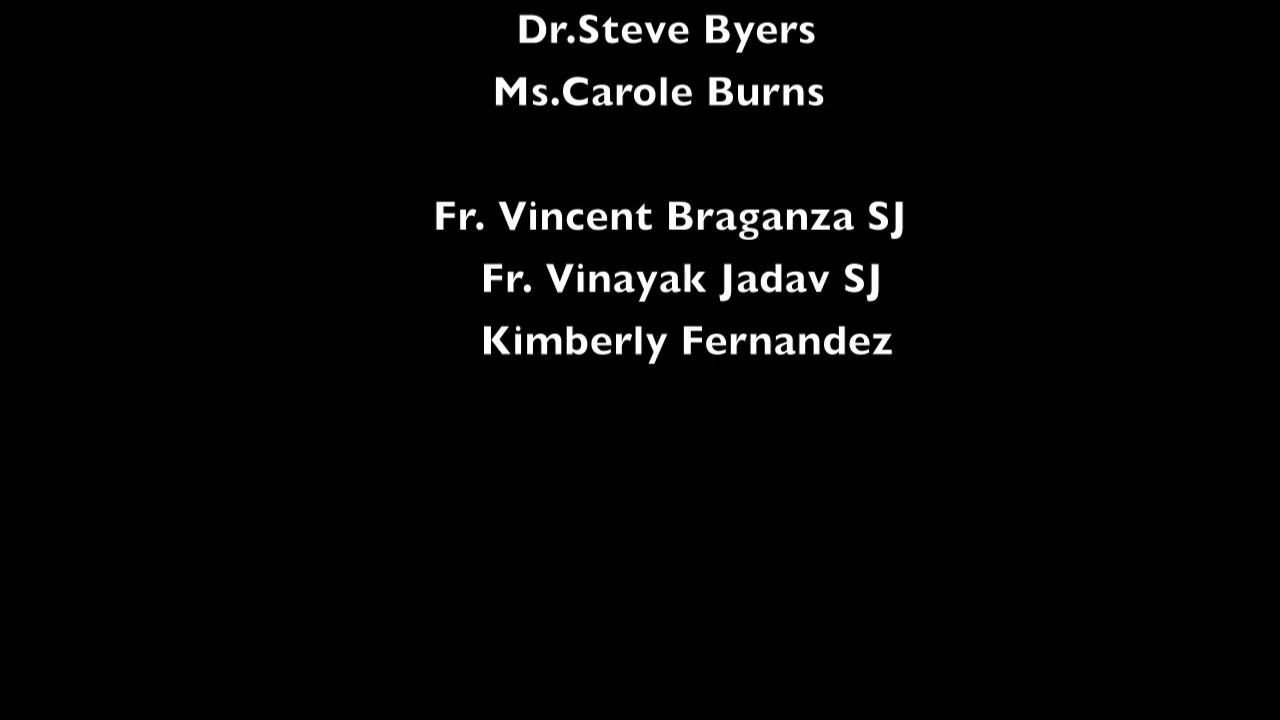 Dr.Steve Byers
Ms.Carole Burns
Fr. Vincent Braganza SJ
Fr. Vinayak Jadav SJ
Kimberly Fernandez